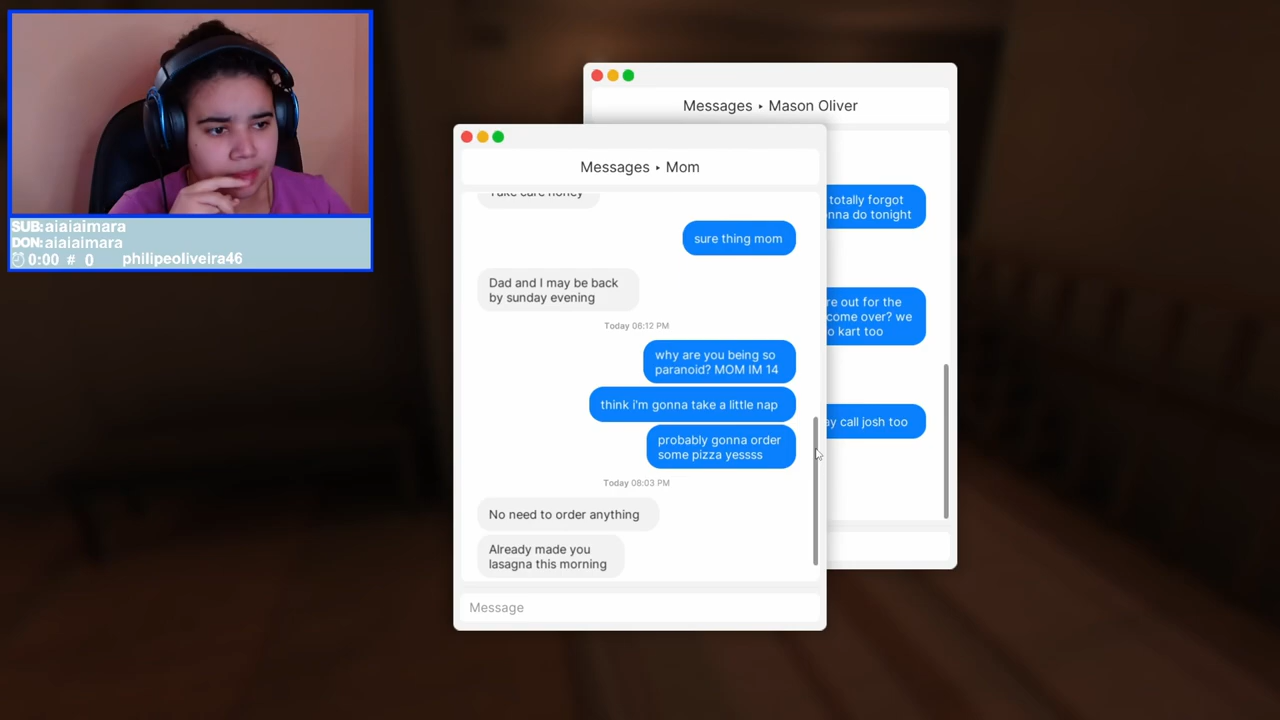 SUB: aiaiaimara
DON: aiaiaimara
0:00 # 0 philipeoliveira46
Messages ▸ Mason Oliver
totally forgot
nna do tonight
re out for the
come over? we
o kart too
ay call josh too
Messages ▸ Mom
Take care honey
sure thing mom
Dad and I may be back
by sunday evening
Today 06:12 PM
why are you being so
paranoid? MOM IM 14
think i'm gonna take a little nap
probably gonna order
some pizza yessss
Today 08:03 PM
No need to order anything
Already made you
lasagna this morning
Message